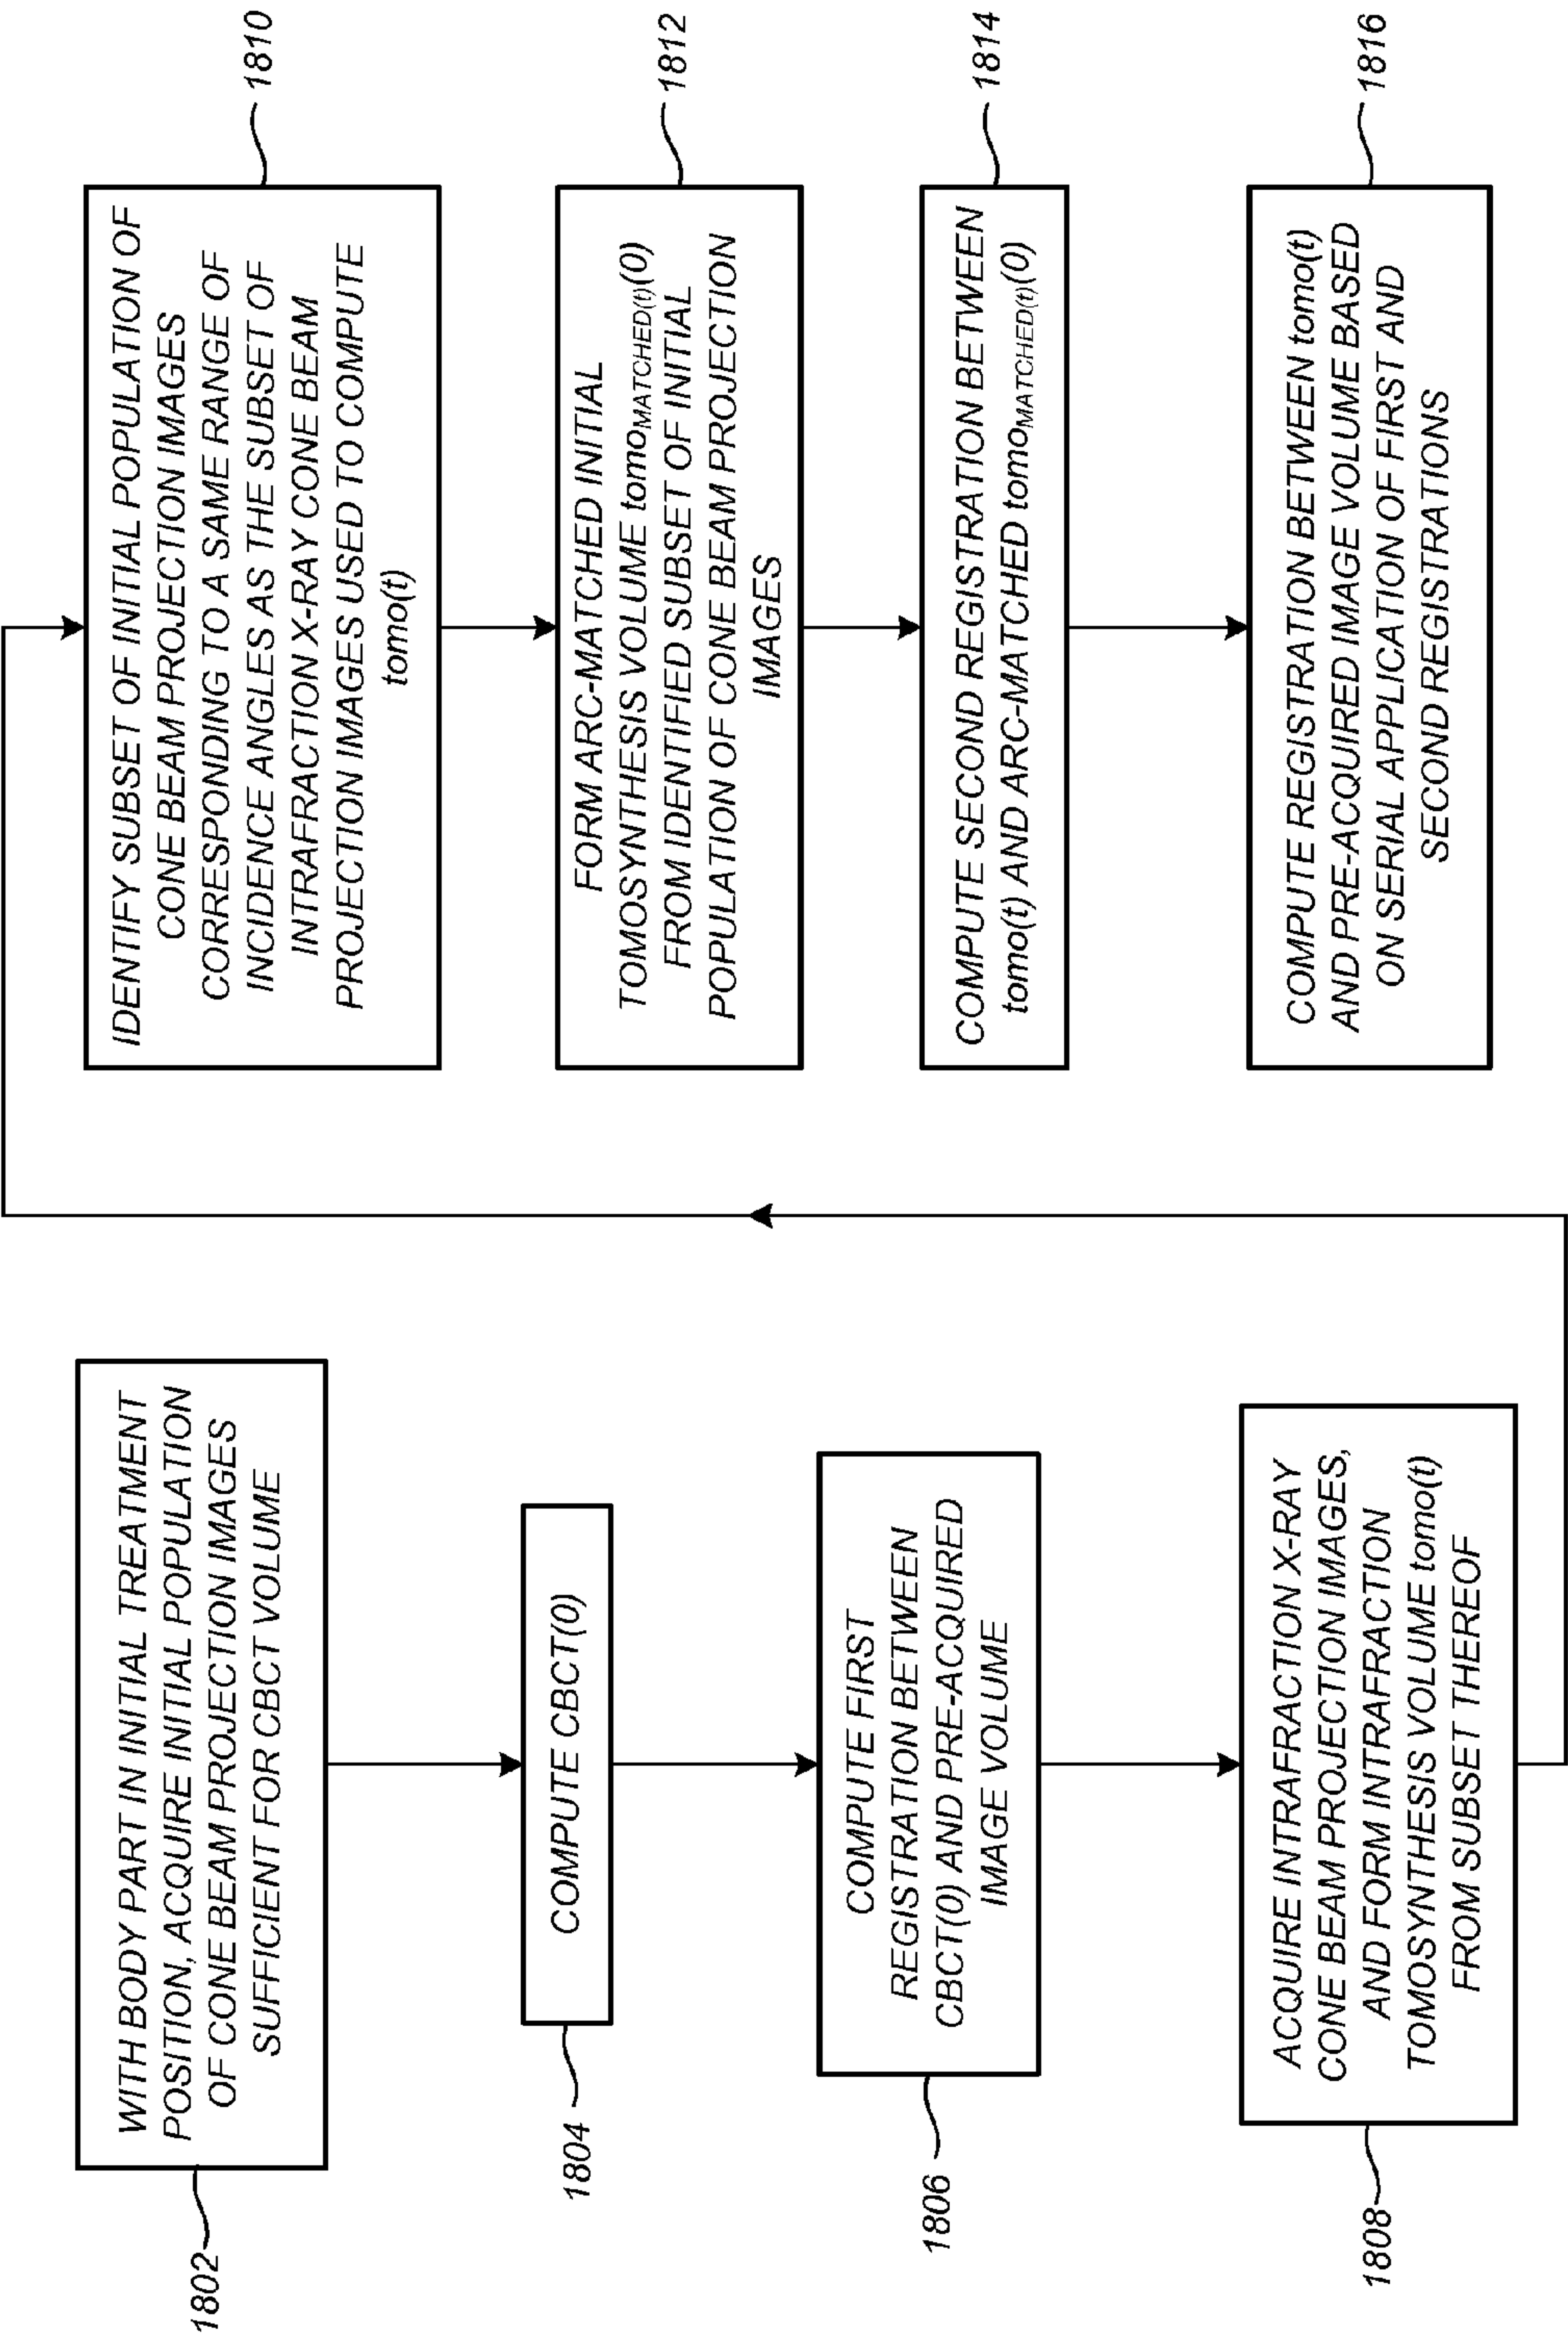 WITH BODY PART IN INITIAL TREATMENT
POSITION, ACQUIRE INITIAL POPULATION
OF CONE BEAM PROJECTION IMAGES
SUFFICIENT FOR CBCT VOLUME
1802
COMPUTE CBCT(0)
1804
COMPUTE FIRST
REGISTRATION BETWEEN
CBCT(0) AND PRE-ACQUIRED
IMAGE VOLUME
1806
ACQUIRE INTRAFRACTION X-RAY
CONE BEAM PROJECTION IMAGES,
AND FORM INTRAFRACTION
TOMOSYNTHESIS VOLUME tomo(t)
FROM SUBSET THEREOF
1808
IDENTIFY SUBSET OF INITIAL POPULATION OF
CONE BEAM PROJECTION IMAGES
CORRESPONDING TO A SAME RANGE OF
INCIDENCE ANGLES AS THE SUBSET OF
INTRAFRACTION X-RAY CONE BEAM
PROJECTION IMAGES USED TO COMPUTE
tomo(t)
1810
FORM ARC-MATCHED INITIAL
TOMOSYNTHESIS VOLUME tomoMATCHED(t)(0)
FROM IDENTIFIED SUBSET OF INITIAL
POPULATION OF CONE BEAM PROJECTION
IMAGES
1812
COMPUTE SECOND REGISTRATION BETWEEN
tomo(t) AND ARC-MATCHED tomoMATCHED(t)(0)
1814
COMPUTE REGISTRATION BETWEEN tomo(t)
AND PRE-ACQUIRED IMAGE VOLUME BASED
ON SERIAL APPLICATION OF FIRST AND
SECOND REGISTRATIONS
1816